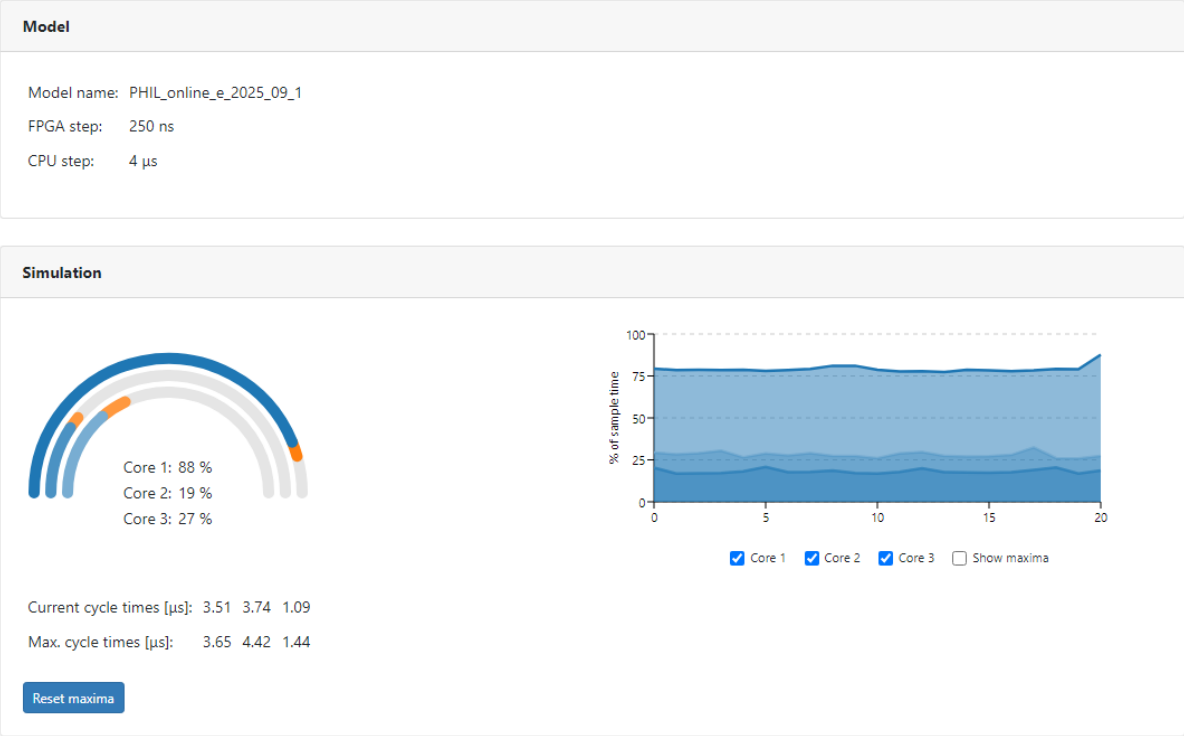 Model
Model name: PHIL_online_e_2025_09_1
FPGA step: 250 ns
CPU step: 4 µs
Simulation
Core 1: 88 %
Core 2: 19 %
Core 3: 27 %
% of sample time
100
75
50
25
0
0 5 10 15 20
Core 1 Core 2 Core 3 Show maxima
Current cycle times [µs]: 3.51 3.74 1.09
Max. cycle times [µs]: 3.65 4.42 1.44
Reset maxima